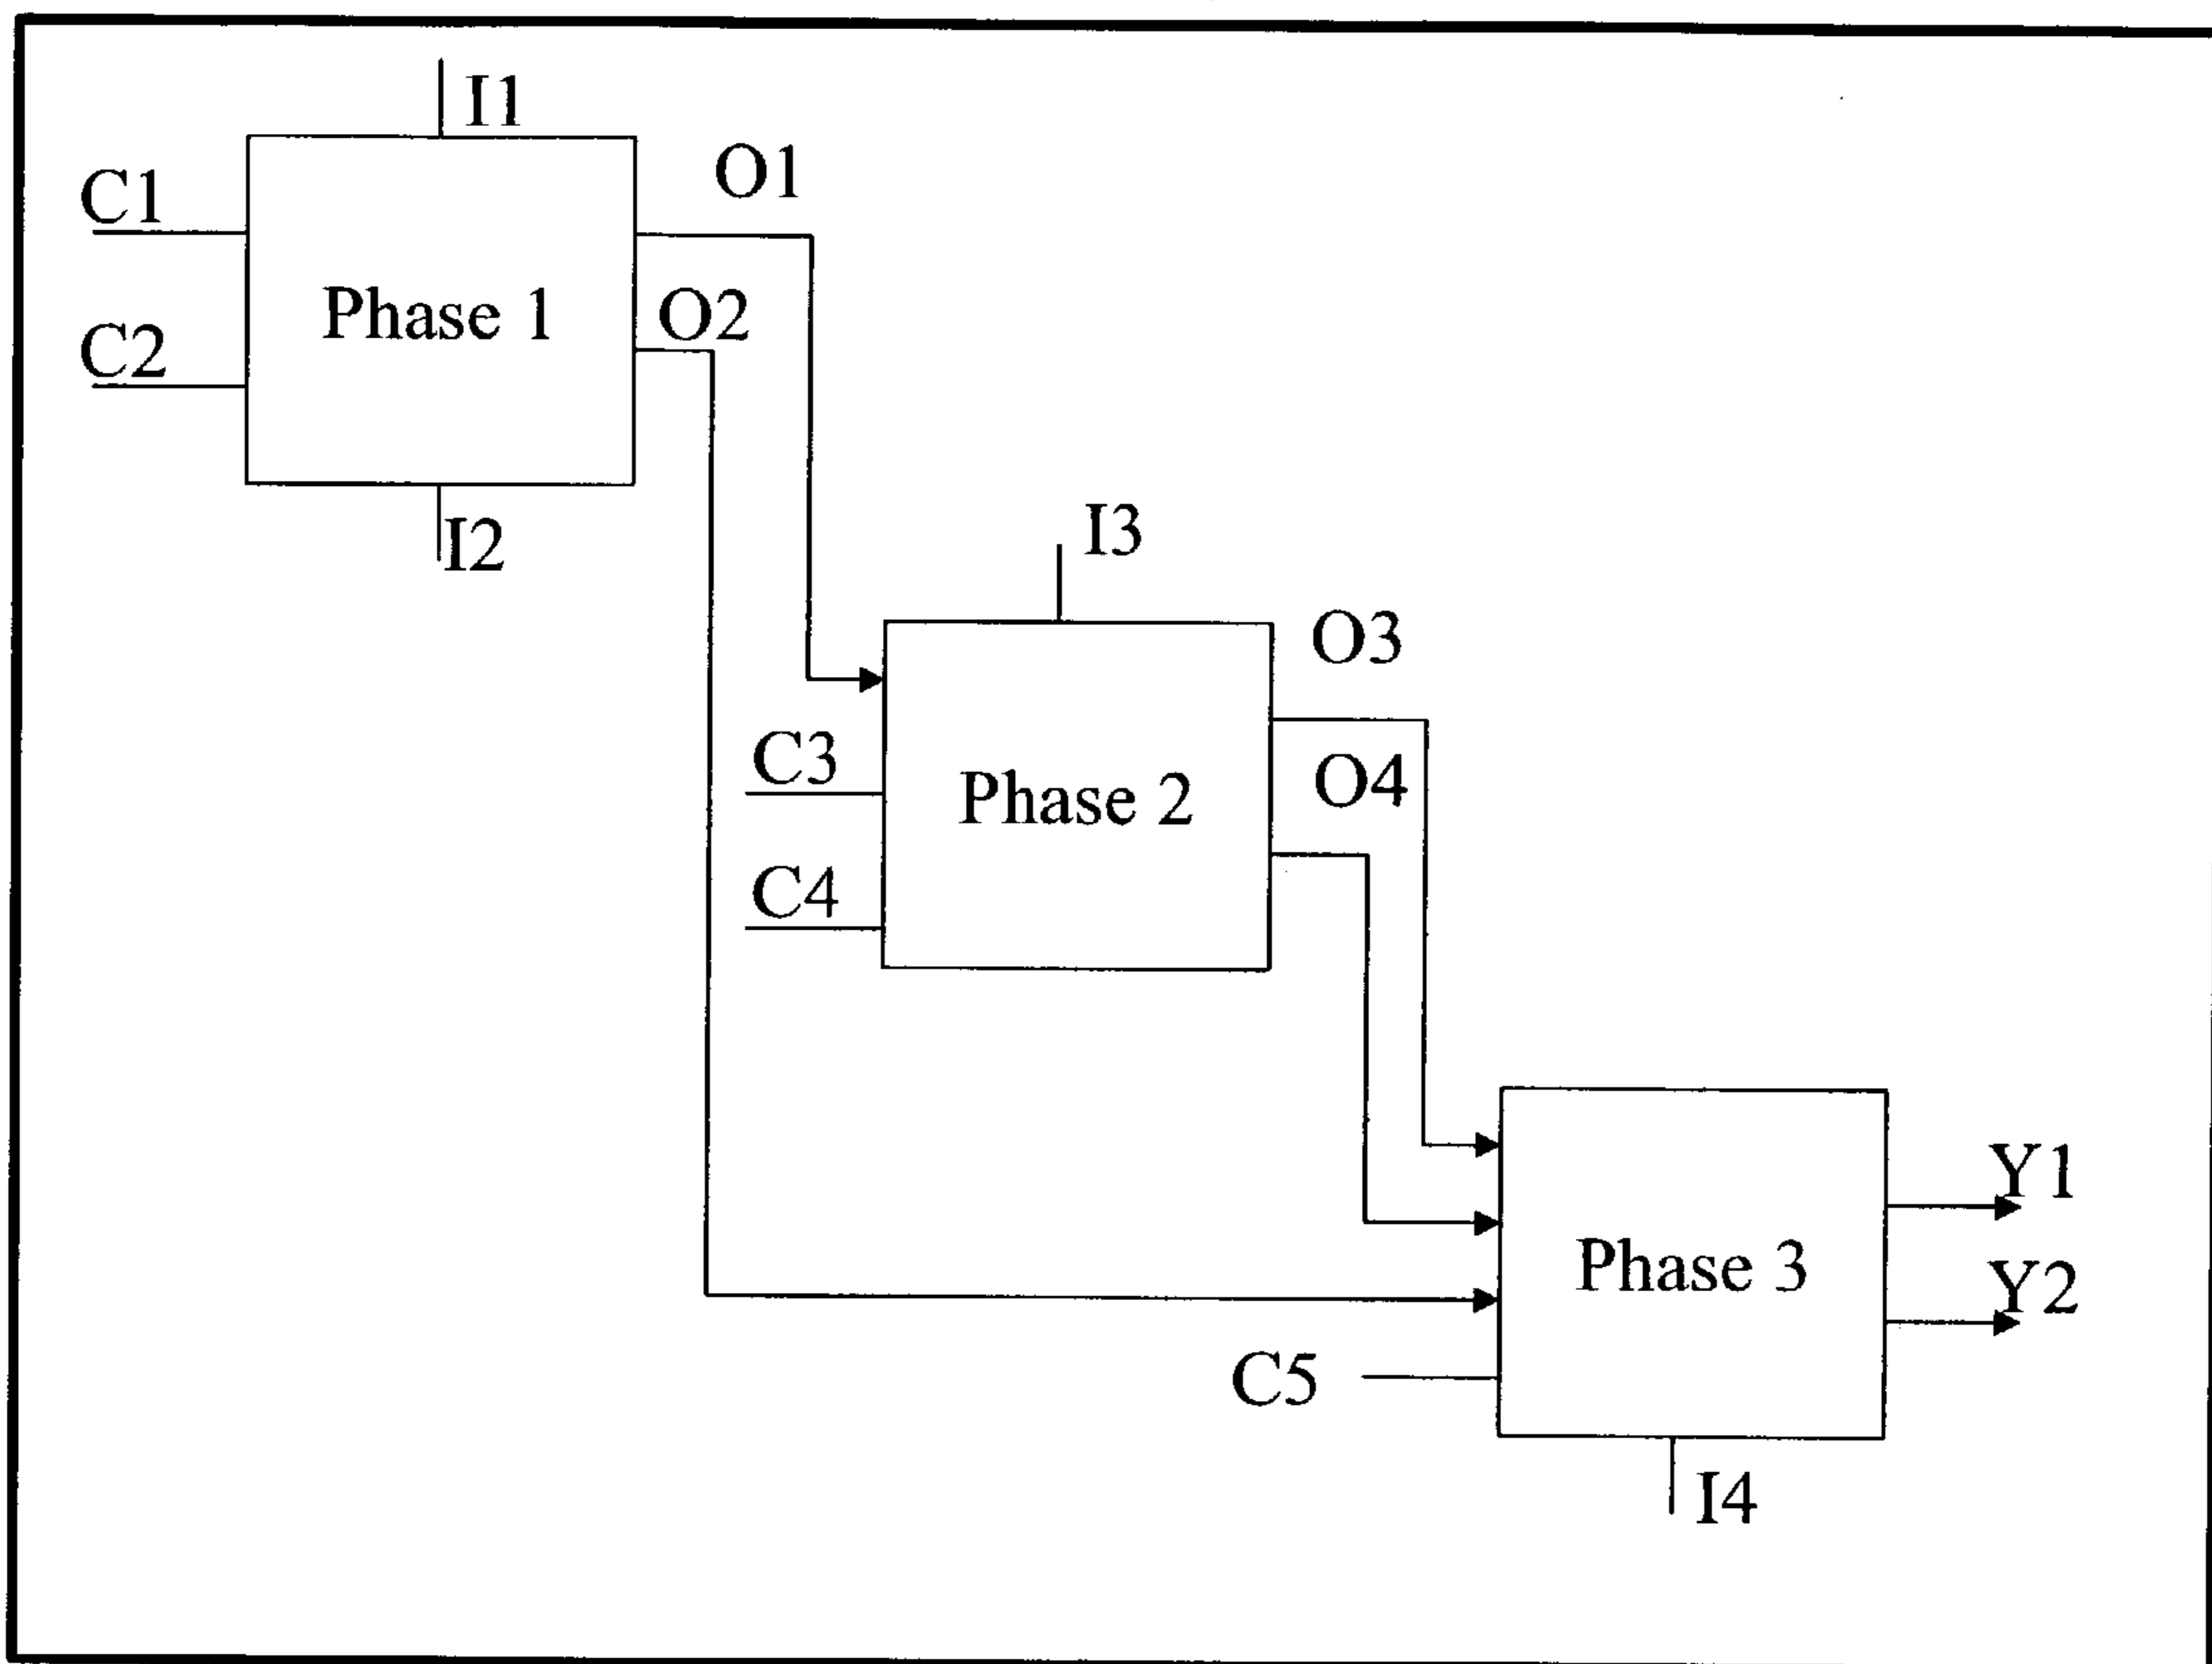 I1
C1
O1
Phase 1
O2
C2
I2
I3
O3
C3
Phase 2
O4
C4
Y1
Phase 3
Y2
C5
I4